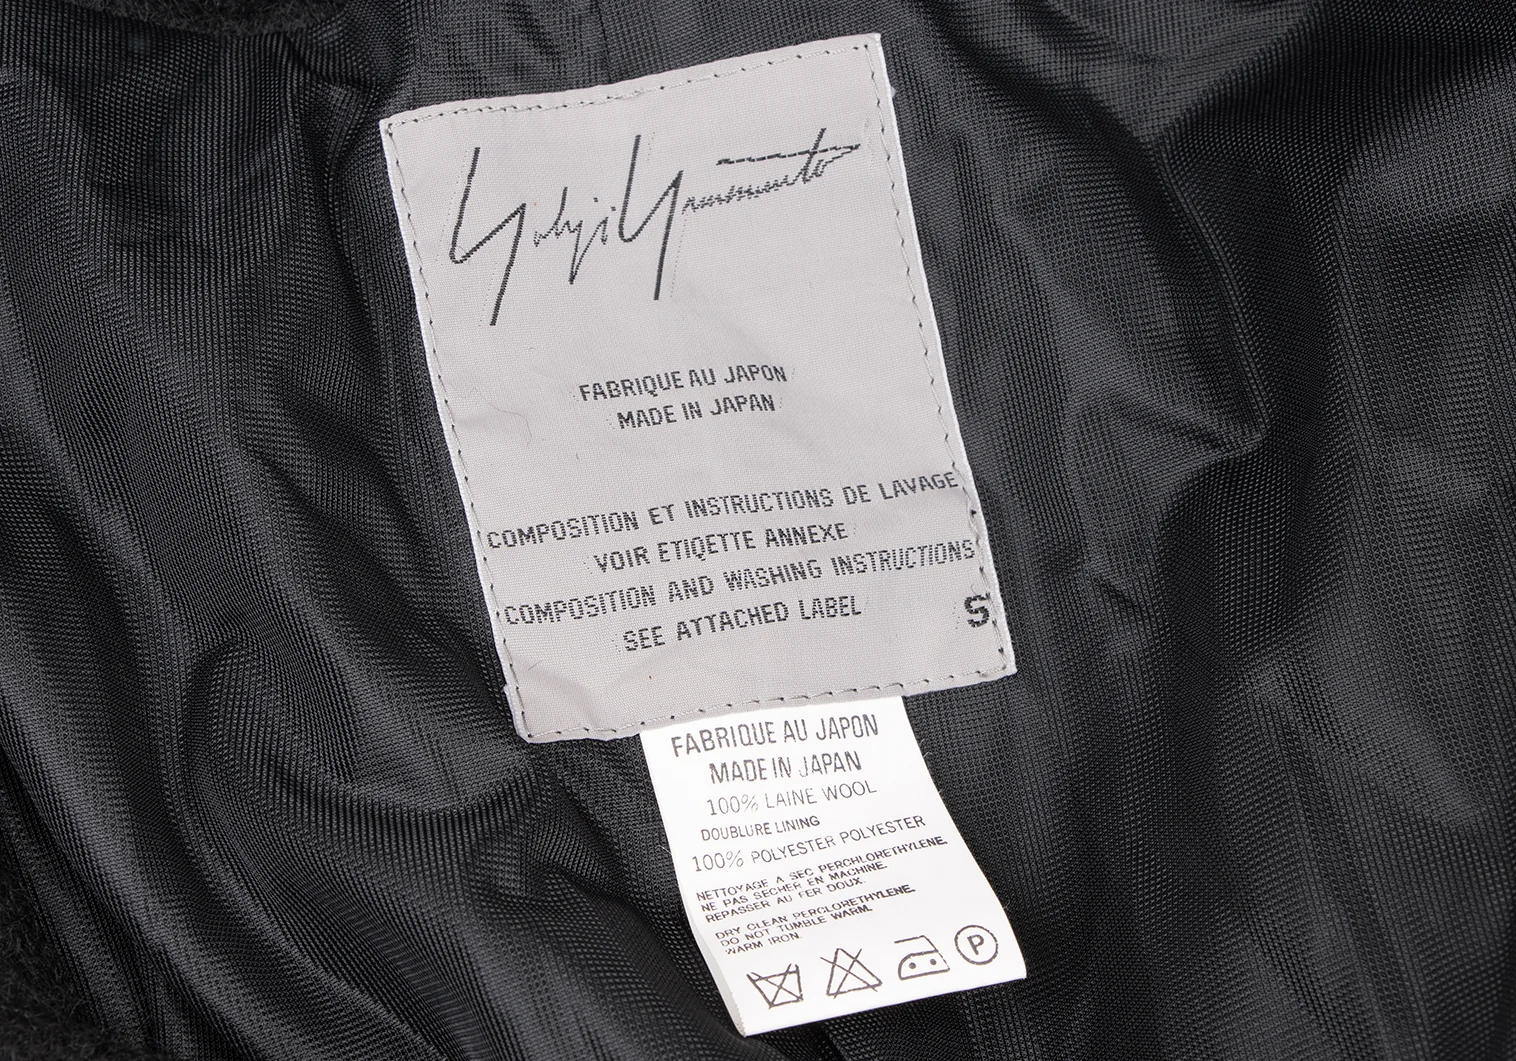 Yohji Yamamoto
FABRIQUE AU JAPON
MADE IN JAPAN
COMPOSITION ET INSTRUCTIONS DE LAVAGE
VOIR ETIQETTE ANNEXE
COMPOSITION AND WASHING INSTRUCTIONS
SEE ATTACHED LABEL
S
FABRIQUE AU JAPON
MADE IN JAPAN
100% LAINE WOOL
DOUBLURE LINING
100% POLYESTER POLYESTER
NETTOYAGE A SEC PERCHLORETHYLENE.
NE PAS SECHER EN MACHINE.
REPASSER AU FER DOUX.
DRY CLEAN PERCLORETHYLENE.
DO NOT TUMBLE WARM.
WARM IRON.
P